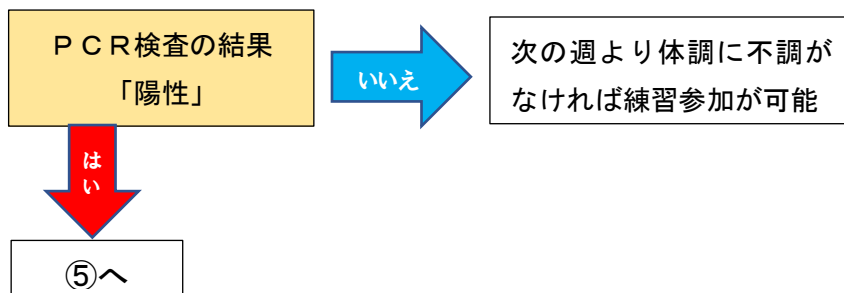 PCR検査の結果
「陽性」
いいえ
次の週より体調に不調が
なければ練習参加が可能
はい
⑤へ